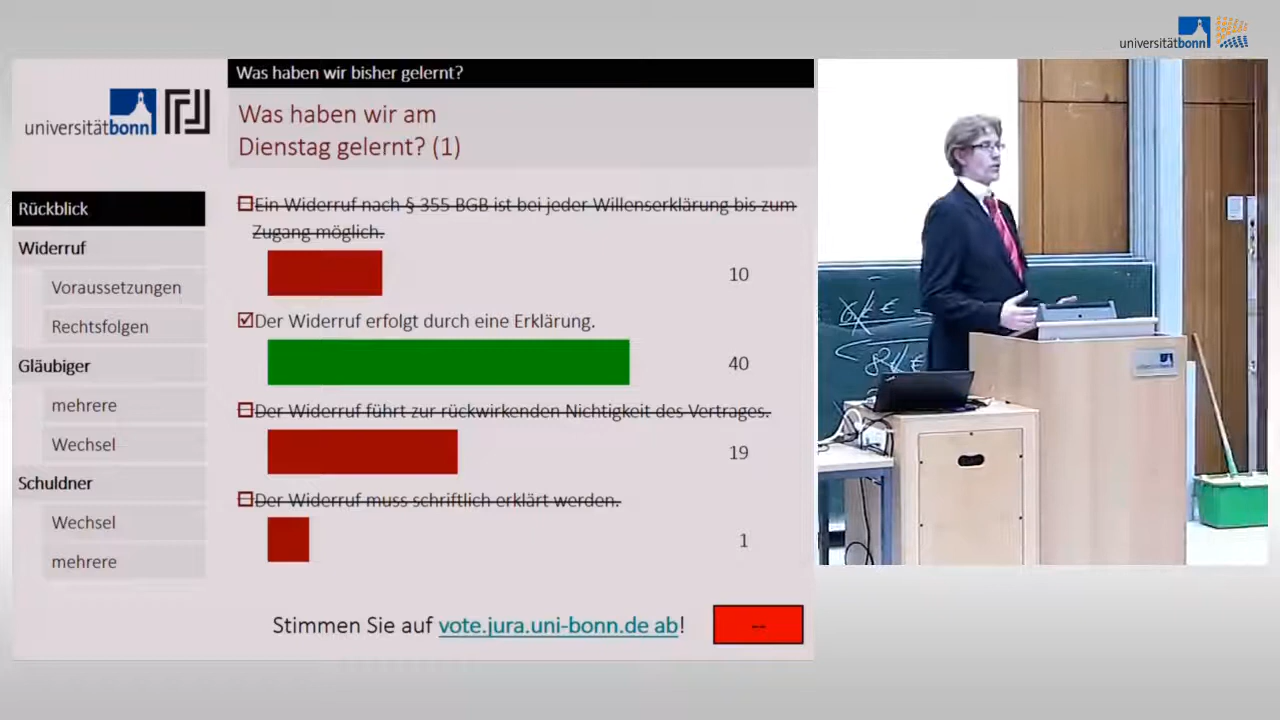 universitätbonn
Was haben wir bisher gelernt?
universitätbonn
Was haben wir am
Dienstag gelernt? (1)
Rückblick
Widerruf
Voraussetzungen
Rechtsfolgen
Gläubiger
mehrere
Wechsel
Schuldner
Wechsel
mehrere
Ein Widerruf nach § 355 BGB ist bei jeder Willenserklärung bis zum
Zugang möglich.
10
Der Widerruf erfolgt durch eine Erklärung.
40
Der Widerruf führt zur rückwirkenden Nichtigkeit des Vertrages.
19
Der Widerruf muss schriftlich erklärt werden.
1
Stimmen Sie auf vote.jura.uni-bonn.de ab!
--